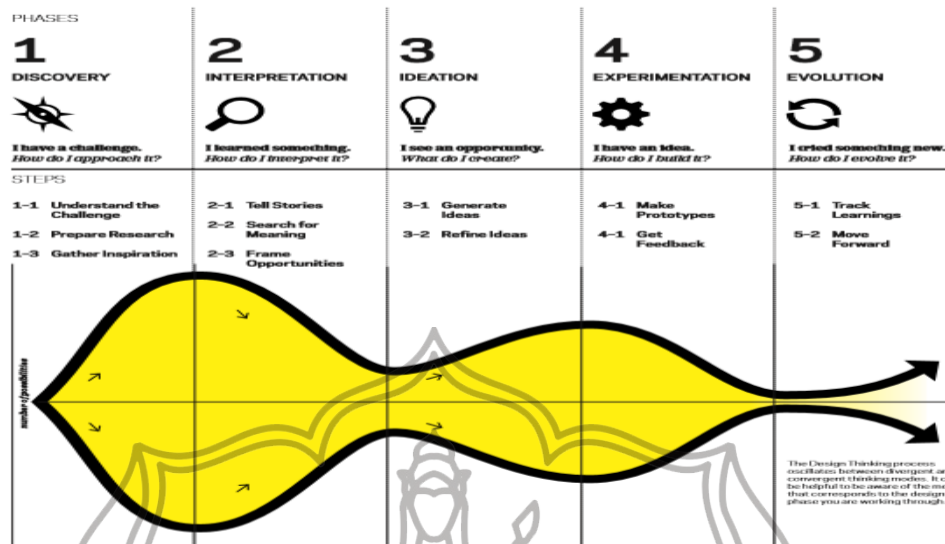 PHASES
1
DISCOVERY
I have a challenge.
How do I approach it?
2
INTERPRETATION
I learned something.
How do I interpret it?
3
IDEATION
I see an opportunity.
What do I create?
4
EXPERIMENTATION
I have an idea.
How do I build it?
5
EVOLUTION
I tried something new.
How do I evolve it?
STEPS
1-1 Understand the
Challenge
1-2 Prepare Research
1-3 Gather Inspiration
2-1 Tell Stories
2-2 Search for
Meaning
2-3 Frame
Opportunities
3-1 Generate
Ideas
3-2 Refine Ideas
4-1 Make
Prototypes
4-1 Get
Feedback
5-1 Track
Learnings
5-2 Move
Forward
number of possibilities
The Design Thinking process
oscillates between divergent
convergent thinking modes. It
be helpful to be aware of the
that corresponds to the design
phase you are working through.